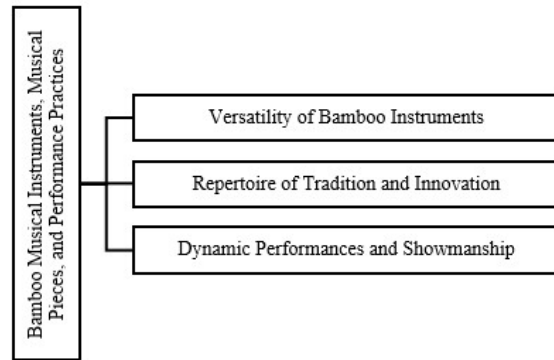 Bamboo Musical Instruments, Musical
Pieces, and Performance Practices
Versatility of Bamboo Instruments
Repertoire of Tradition and Innovation
Dynamic Performances and Showmanship